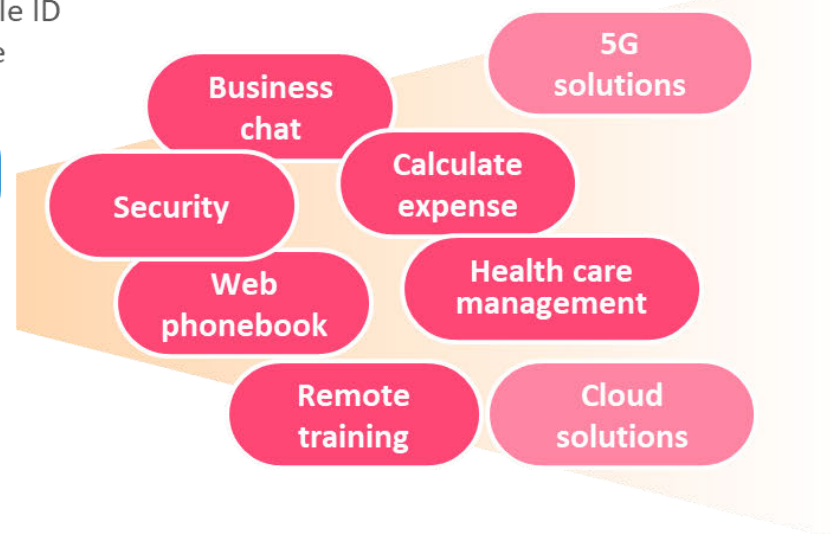 le ID
e
5G
solutions
Business
chat
Calculate
expense
Security
Health care
management
Web
phonebook
Remote
training
Cloud
solutions